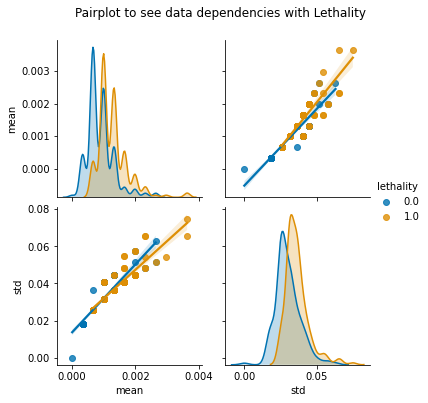 Pairplot to see data dependencies with Lethality
0.003
0.002
0.001
0.000
mean
lethality
0.0
1.0
0.08
0.06
0.04
0.02
0.00
std
0.000 0.002 0.004
mean
0.00 0.05
std